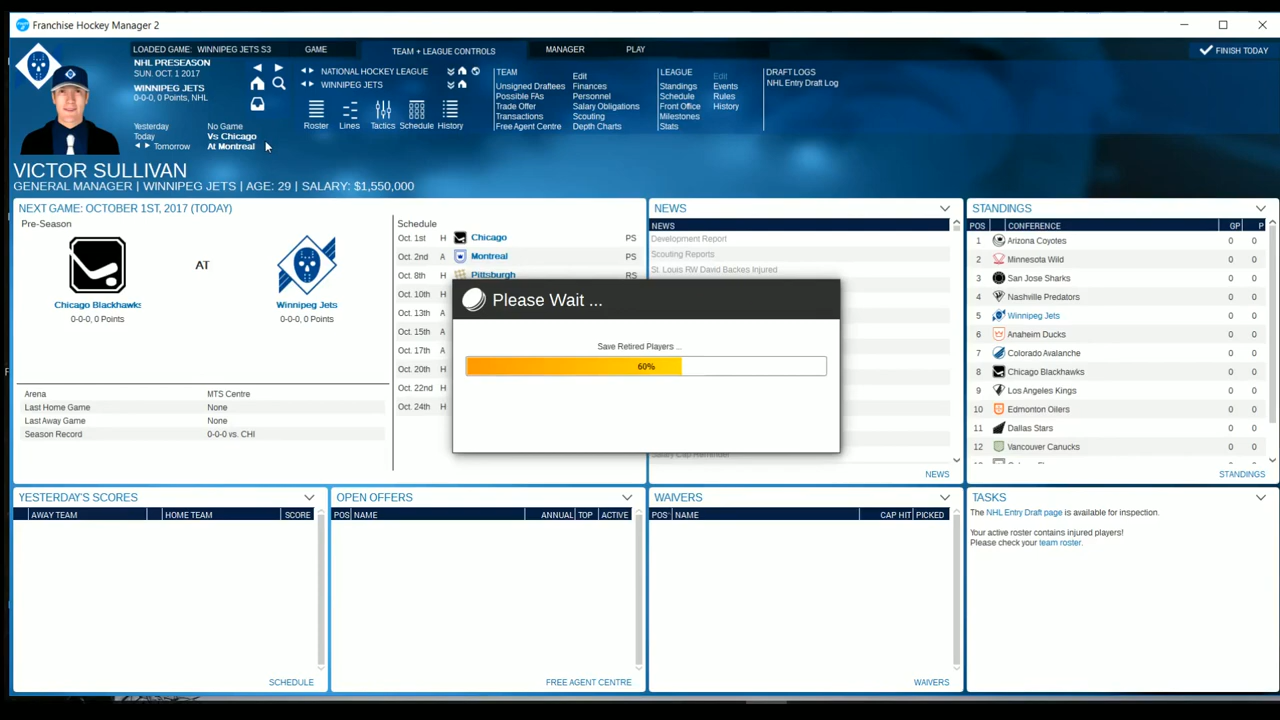 Franchise Hockey Manager 2
LOADED GAME: WINNIPEG JETS S3
GAME
TEAM + LEAGUE CONTROLS
MANAGER
PLAY
FINISH TODAY
NHL PRESEASON
SUN. OCT. 1 2017
WINNIPEG JETS
0-0-0, 0 Points, NHL
Yesterday No Game
Today Vs Chicago
Tomorrow At Montreal
NATIONAL HOCKEY LEAGUE
WINNIPEG JETS
Roster Lines Tactics Schedule History
TEAM
Unsigned Draftees
Possible FAs
Trade Offer
Transactions
Free Agent Centre
Edit
Finances
Personnel
Salary Obligations
Scouting
Depth Charts
LEAGUE
Standings
Schedule
Front Office
Milestones
Stats
Edit
Events
Rules
History
DRAFT LOGS
NHL Entry Draft Log
VICTOR SULLIVAN
GENERAL MANAGER | WINNIPEG JETS | AGE: 29 | SALARY: $1,550,000
NEXT GAME: OCTOBER 1ST, 2017 (TODAY)
Pre-Season
AT
Chicago Blackhawks
0-0-0, 0 Points
Winnipeg Jets
0-0-0, 0 Points
Arena MTS Centre
Last Home Game None
Last Away Game None
Season Record 0-0-0 vs. CHI
Schedule
Oct. 1st H Chicago PS
Oct. 2nd A Montreal PS
Oct. 8th H Pittsburgh RS
Oct. 10th H
Oct. 13th A
Oct. 15th A
Oct. 17th A
Oct. 20th H
Oct. 22nd H
Oct. 24th H
NEWS
NEWS
Development Report
Scouting Reports
St. Louis RW David Backes Injured
Salary Cap Reminder
NEWS
Please Wait ...
Save Retired Players ...
60%
STANDINGS
POS CONFERENCE GP P
1 Arizona Coyotes 0 0
2 Minnesota Wild 0 0
3 San Jose Sharks 0 0
4 Nashville Predators 0 0
5 Winnipeg Jets 0 0
6 Anaheim Ducks 0 0
7 Colorado Avalanche 0 0
8 Chicago Blackhawks 0 0
9 Los Angeles Kings 0 0
10 Edmonton Oilers 0 0
11 Dallas Stars 0 0
12 Vancouver Canucks 0 0
STANDINGS
YESTERDAY'S SCORES
AWAY TEAM HOME TEAM SCORE
SCHEDULE
OPEN OFFERS
POS NAME ANNUAL TOP ACTIVE
FREE AGENT CENTRE
WAIVERS
POS NAME CAP HIT PICKED
WAIVERS
TASKS
The NHL Entry Draft page is available for inspection.
Your active roster contains injured players!
Please check your team roster.